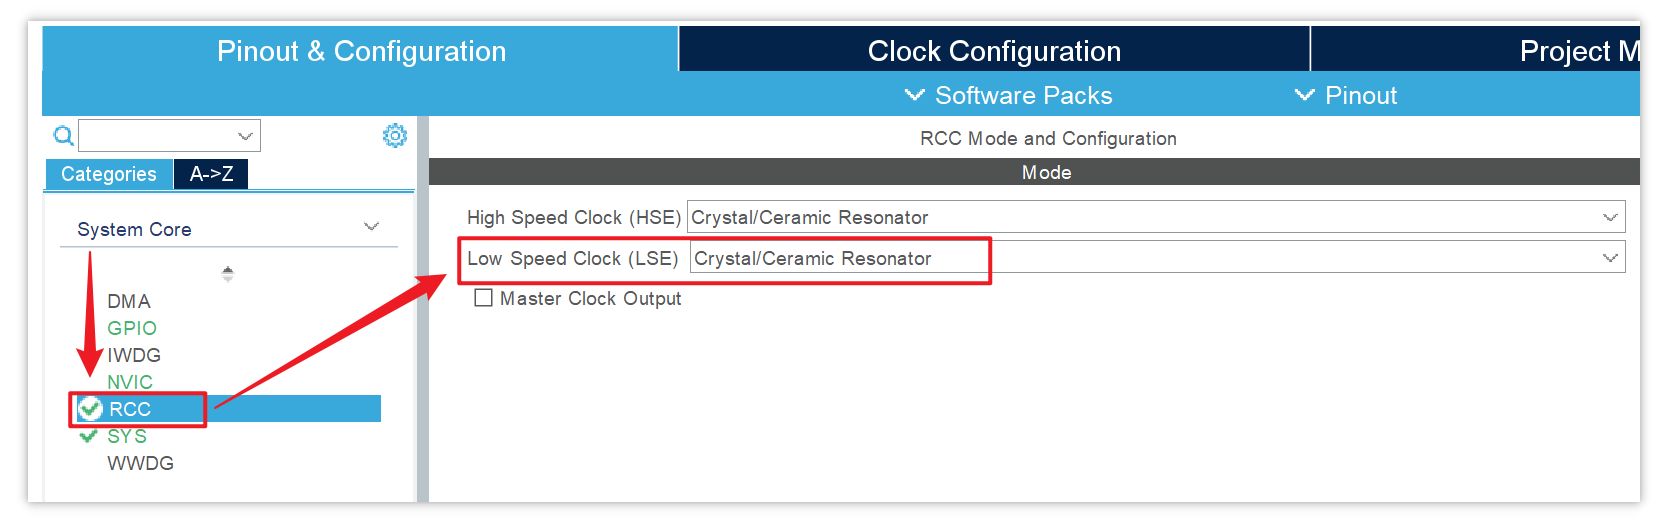 Pinout & Configuration
Clock Configuration
Project M
Software Packs
Pinout
RCC Mode and Configuration
Categories
A->Z
Mode
System Core
High Speed Clock (HSE) Crystal/Ceramic Resonator
Low Speed Clock (LSE) Crystal/Ceramic Resonator
Master Clock Output
DMA
GPIO
IWDG
NVIC
RCC
SYS
WWDG